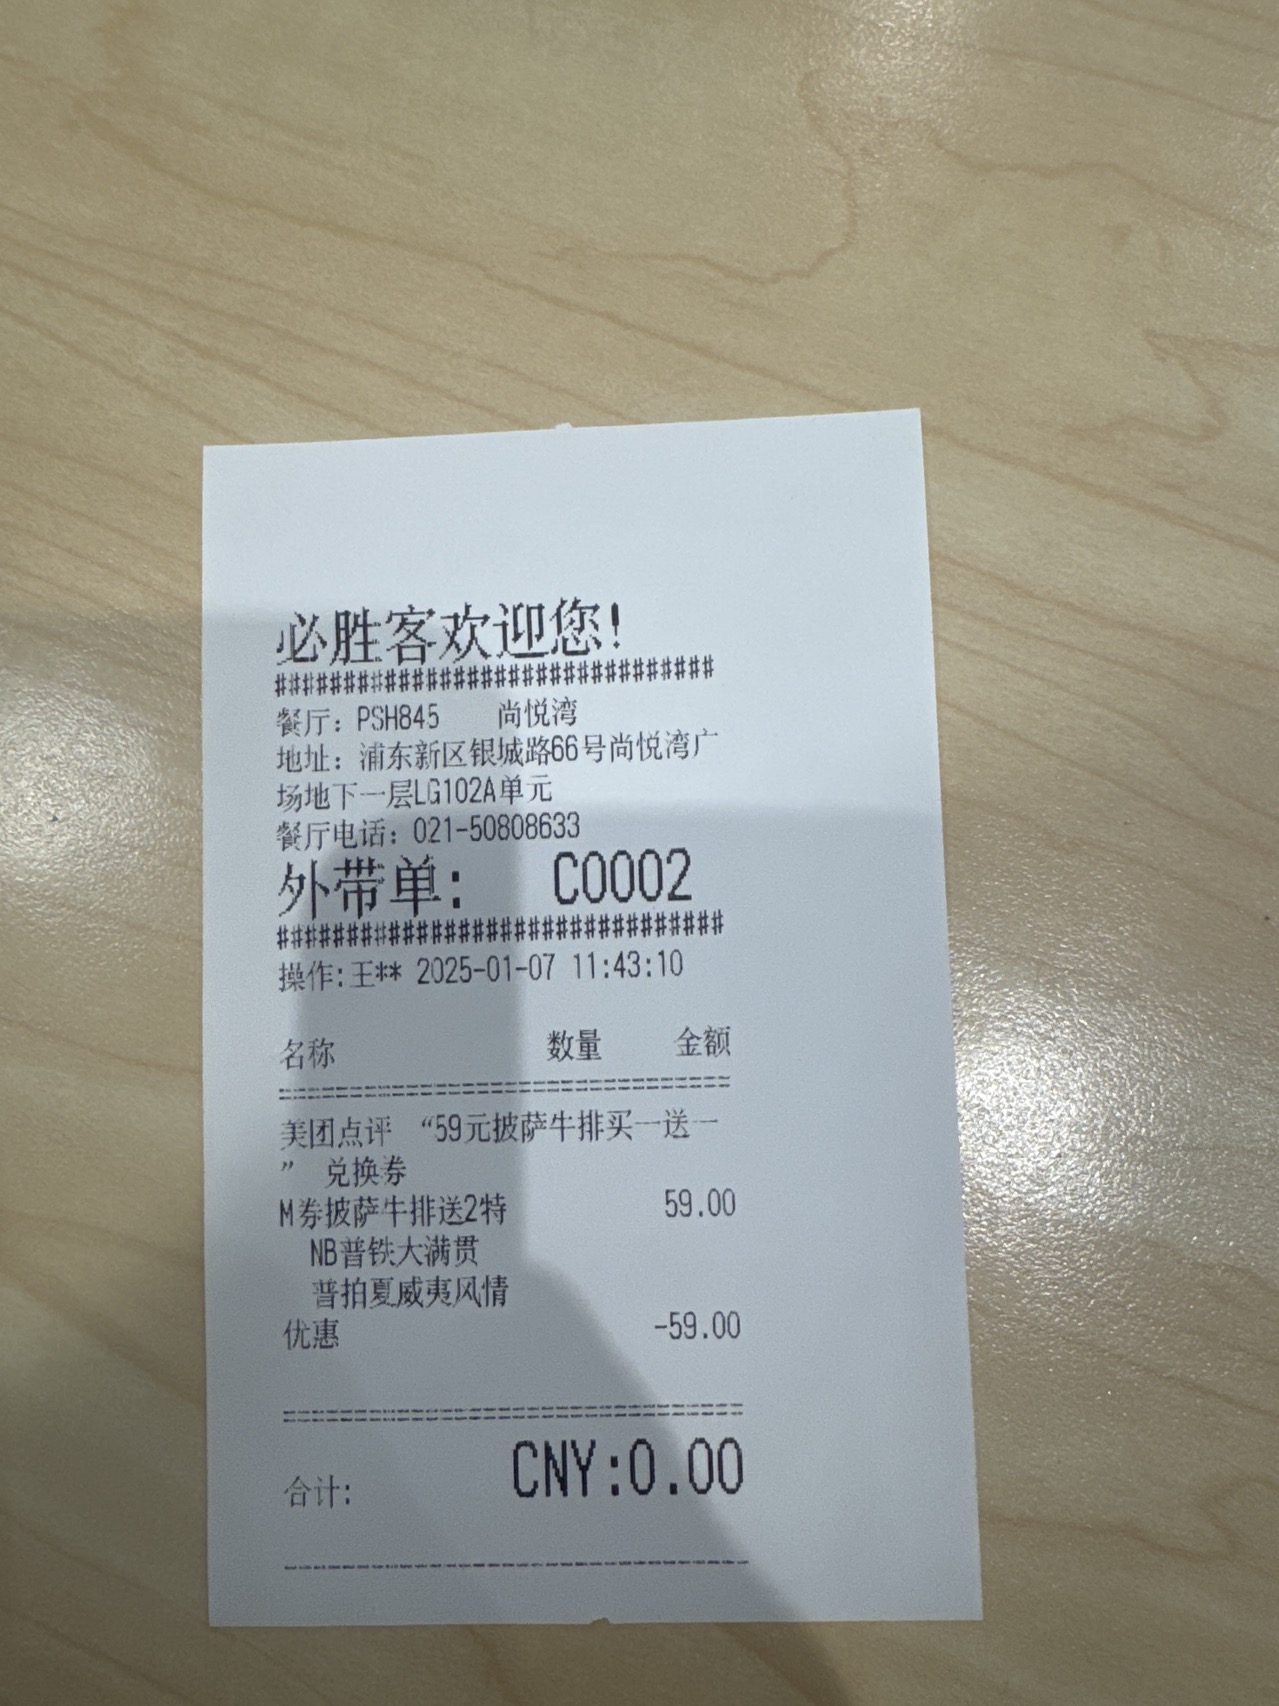 必胜客欢迎您!
################################
餐厅：PSH845 尚悦湾
地址：浦东新区银城路66号尚悦湾广
场地下一层LG102A单元
餐厅电话：021-50808633
外带单： C0002
################################
操作:王** 2025-01-07 11:43:10
名称 数量 金额
美团点评 “59元披萨牛排买一送一
” 兑换券
M券披萨牛排送2特 59.00
NB普铁大满贯
普拍夏威夷风情
优惠 -59.00
合计: CNY:0.00